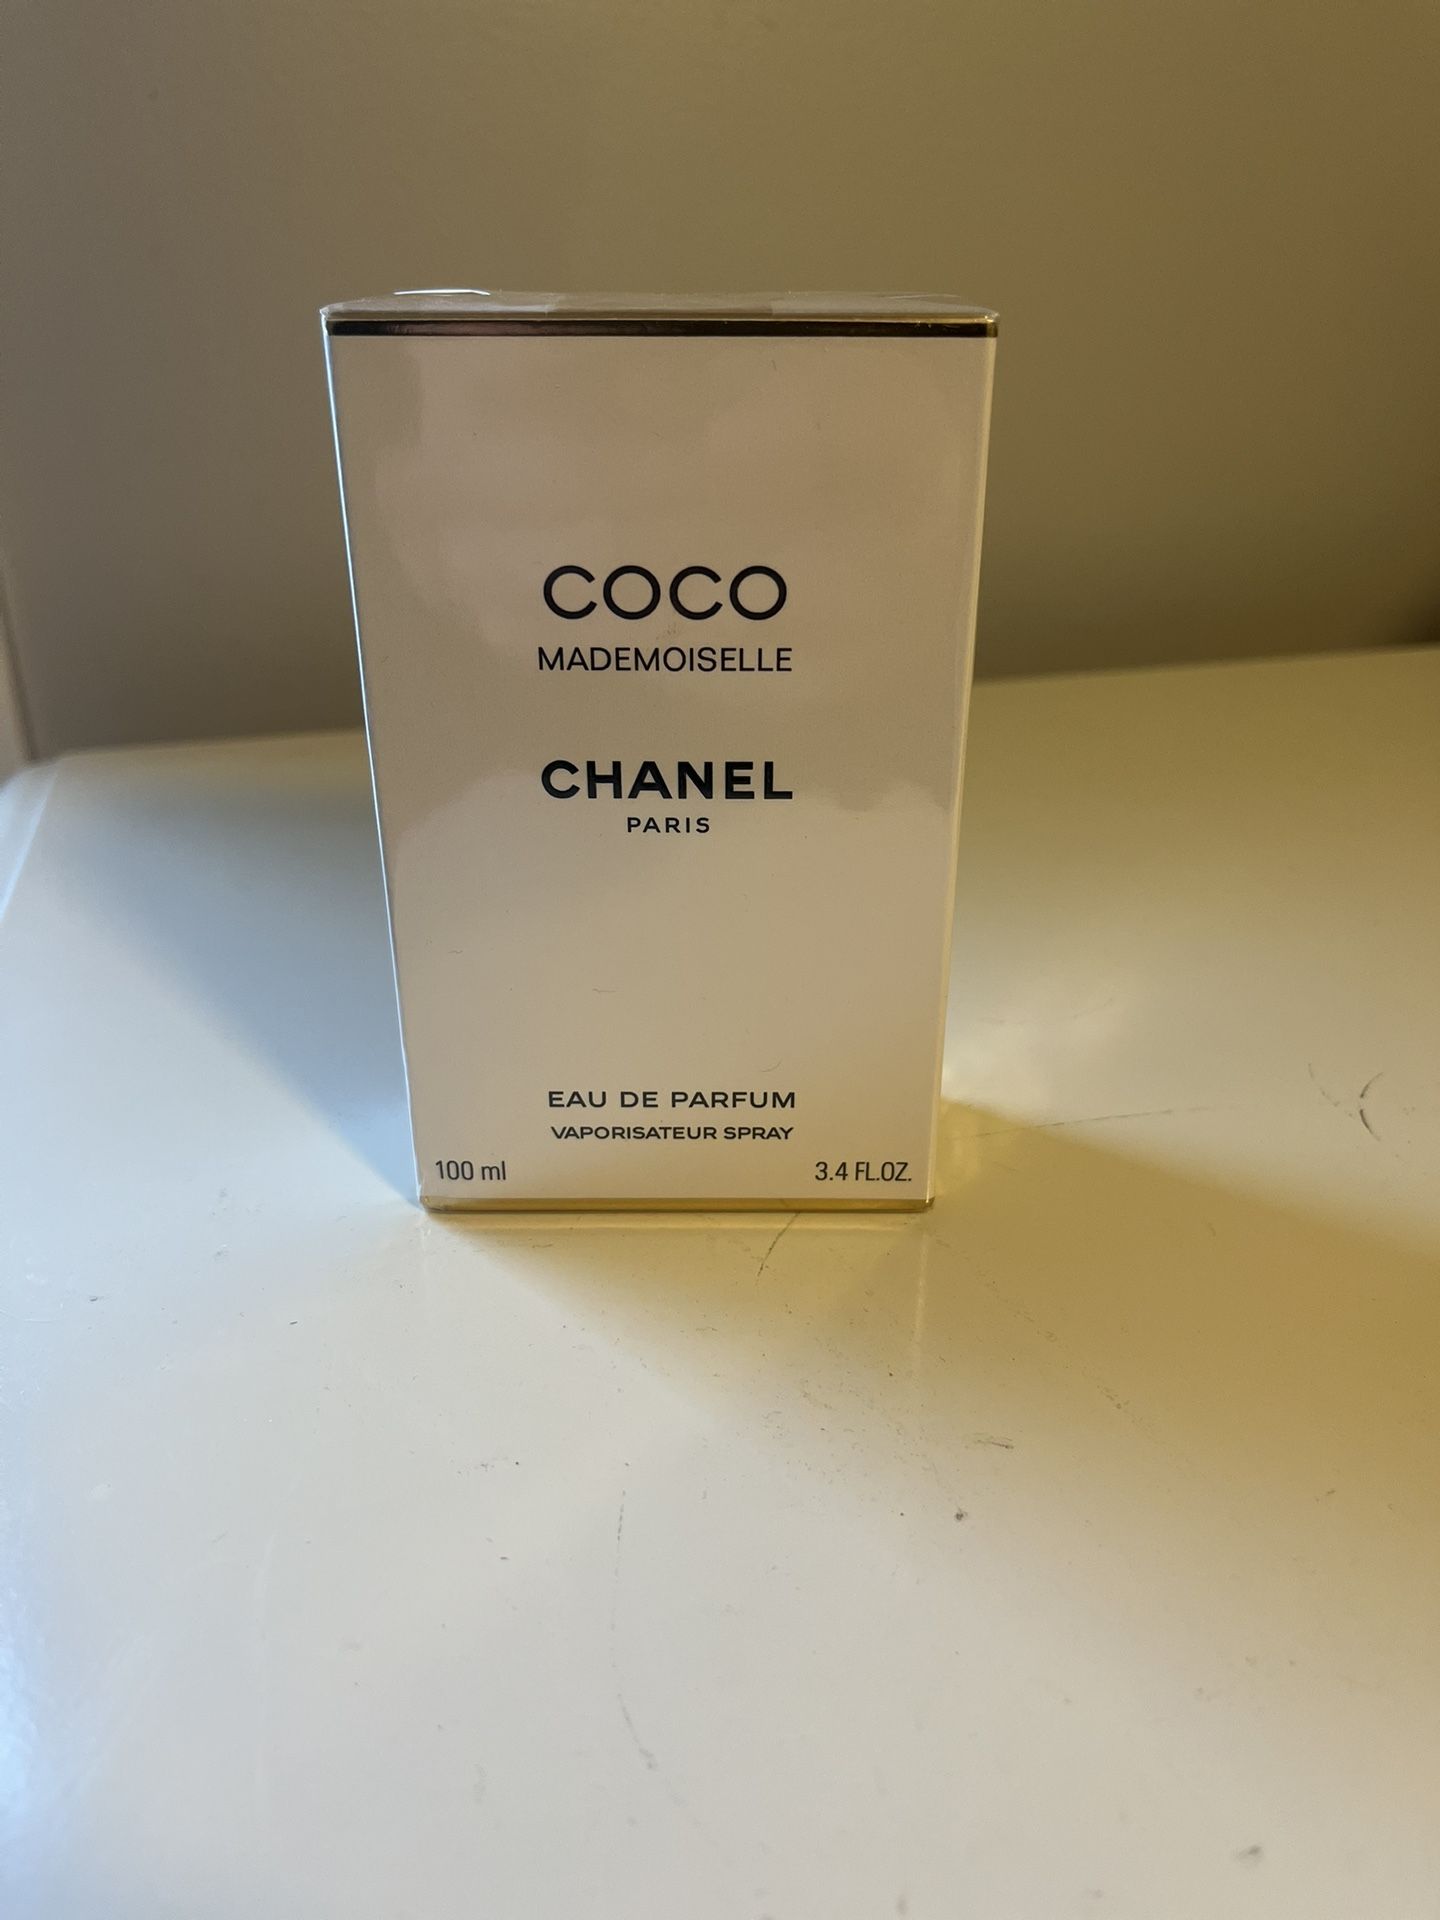 COCO
MADEMOISELLE
CHANEL
PARIS
EAU DE PARFUM
VAPORISATEUR SPRAY
100 ml 3.4 FL.OZ.